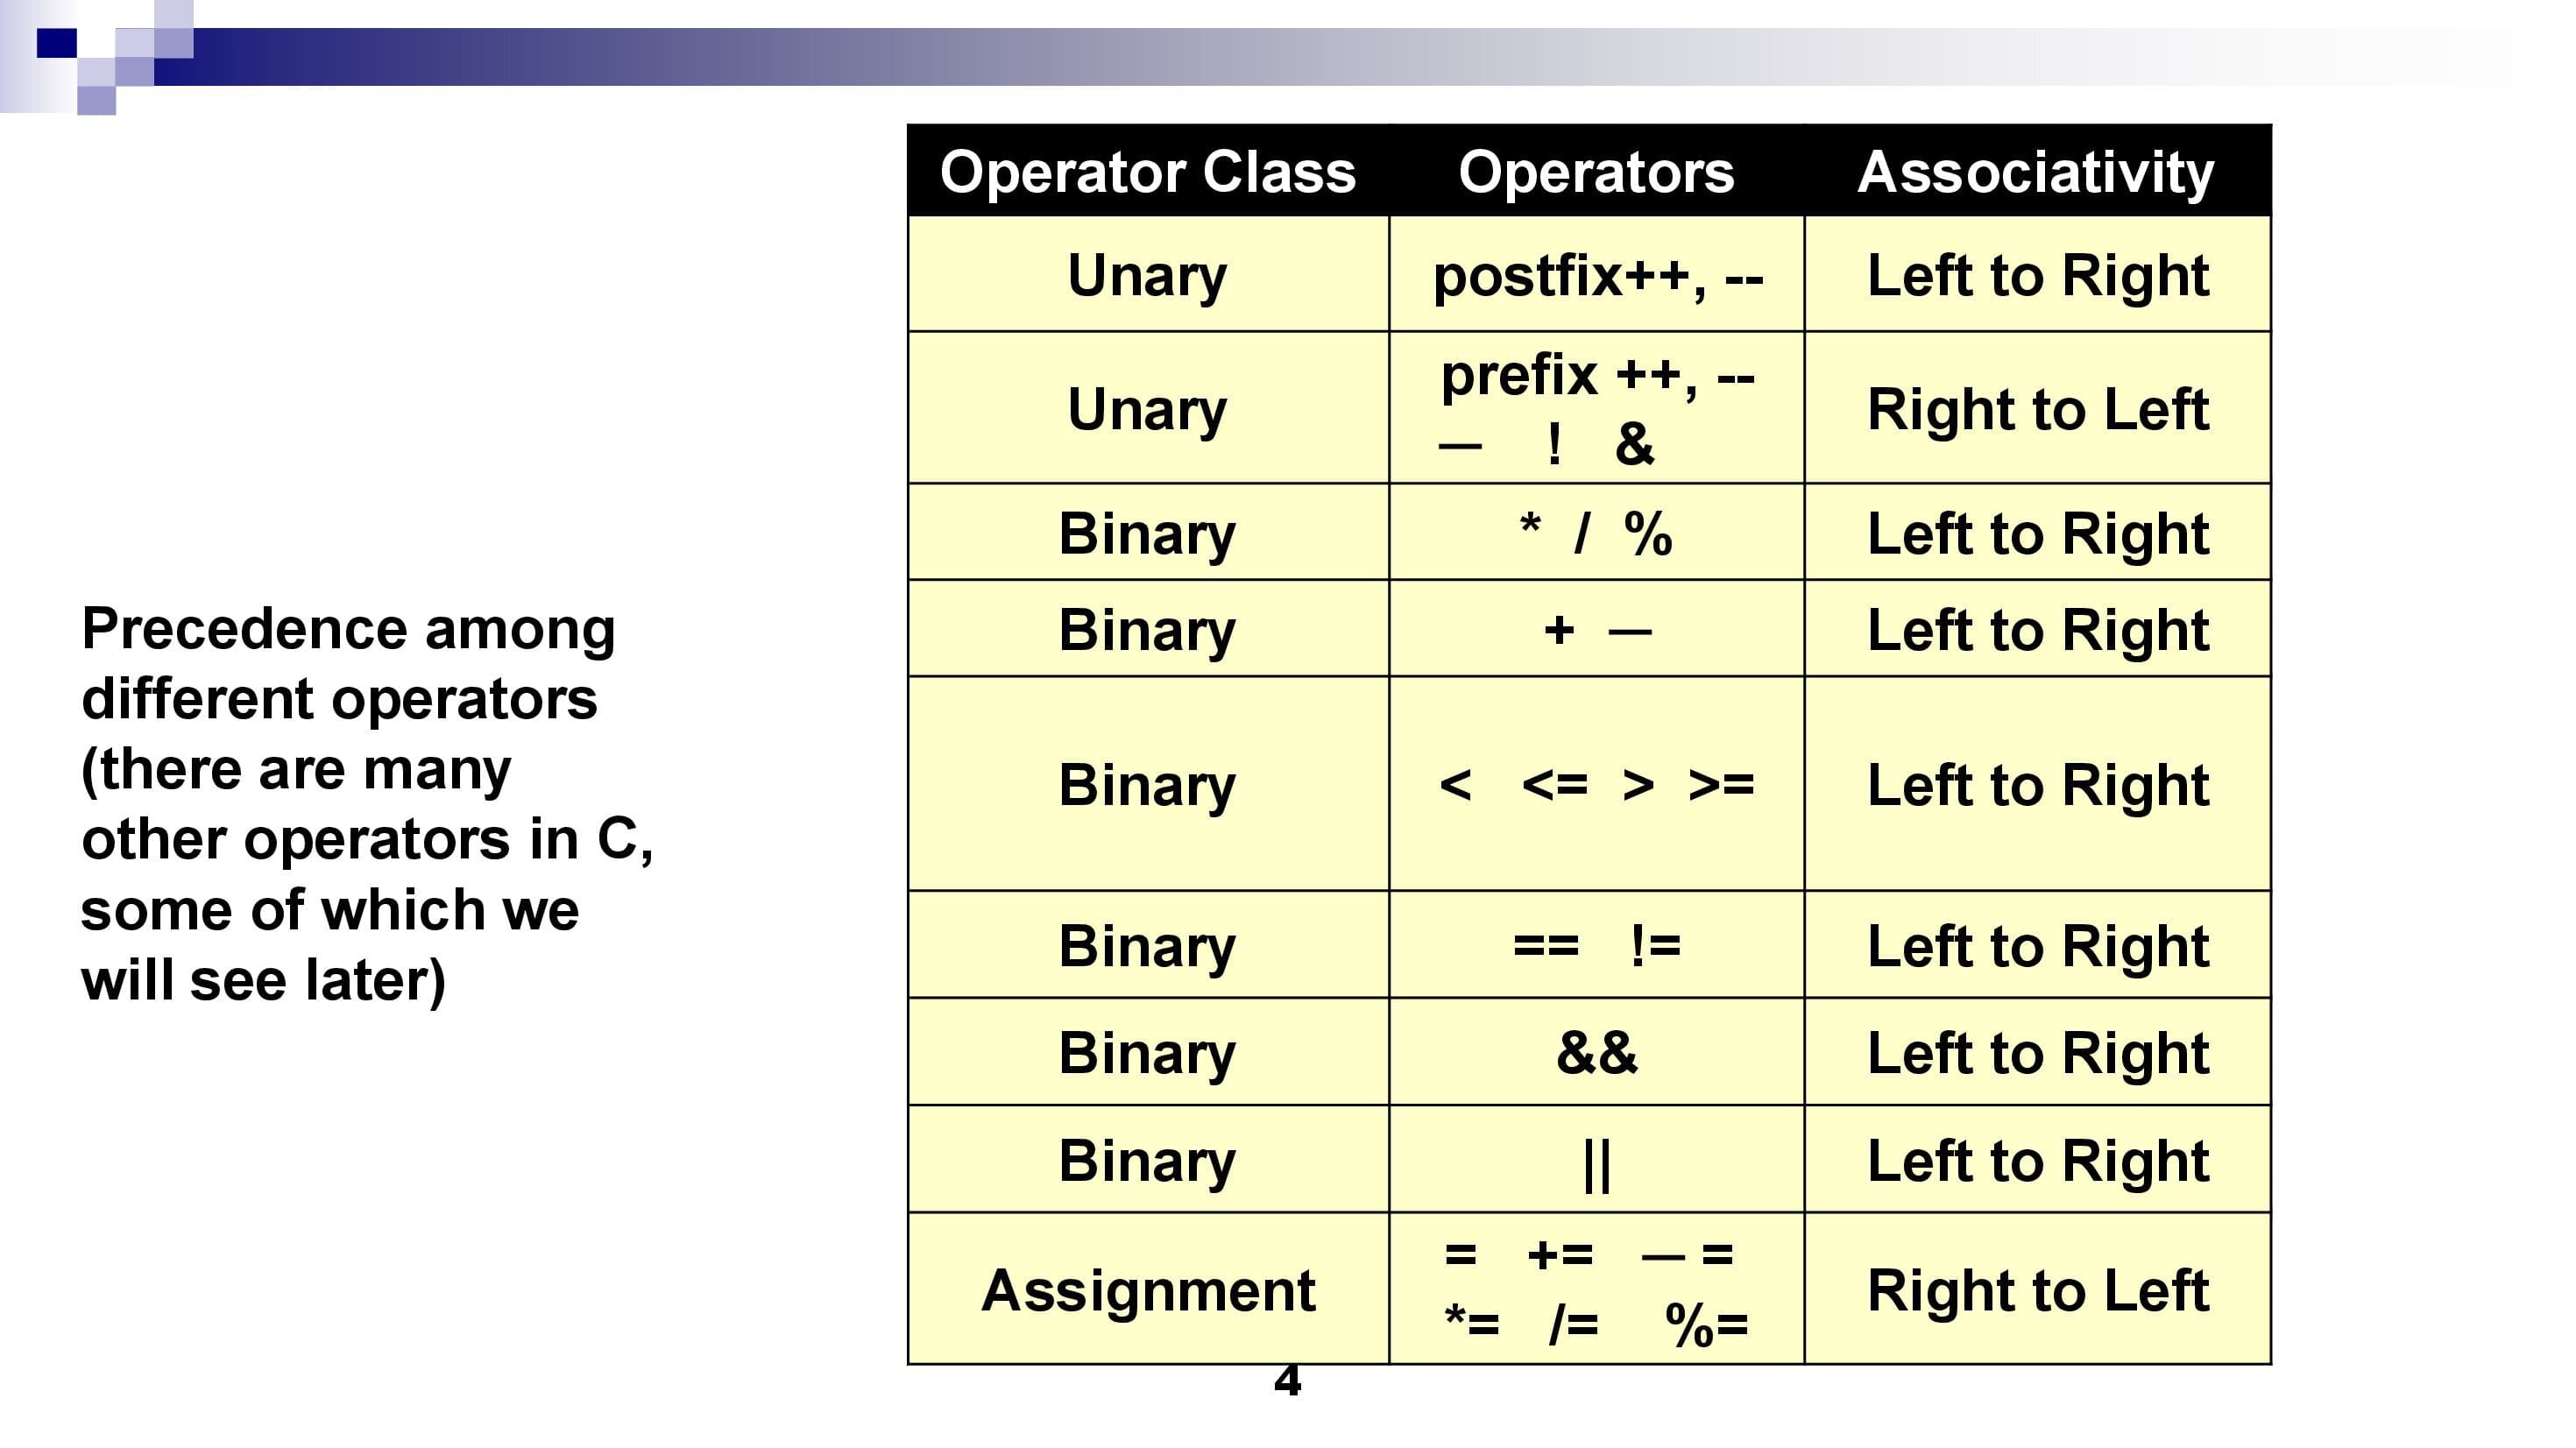 Precedence among
different operators
(there are many
other operators in C,
some of which we
will see later)
Operator Class Operators Associativity
Unary postfix++, -- Left to Right
Unary prefix ++, -- Right to Left
— ! &
Binary * / % Left to Right
Binary + — Left to Right
Binary < <= > >= Left to Right
Binary == != Left to Right
Binary && Left to Right
Binary || Left to Right
Assignment = += — = Right to Left
*= /= %=
4